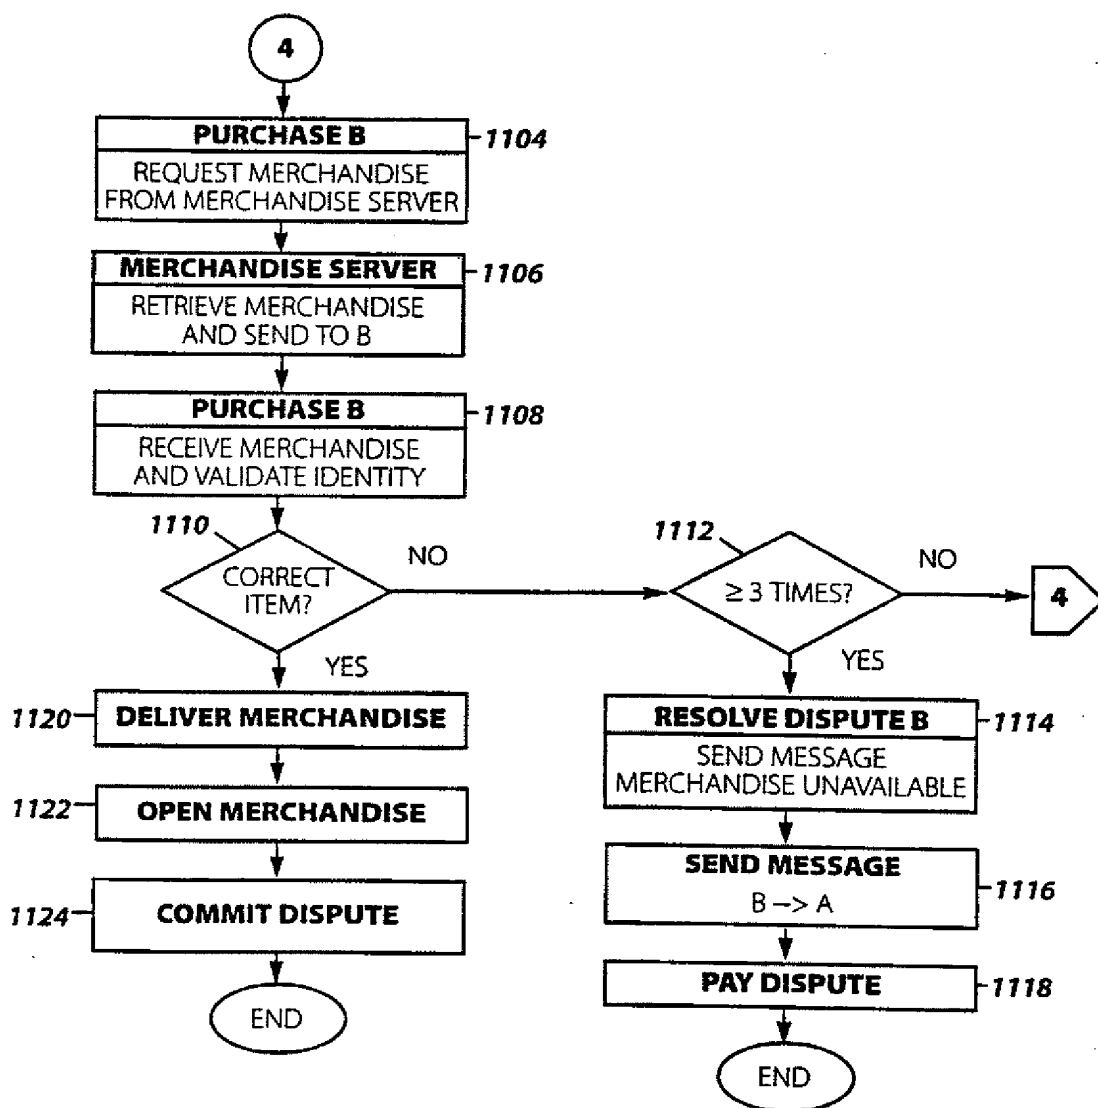 4
PURCHASE B
1104
REQUEST MERCHANDISE
FROM MERCHANDISE SERVER
MERCHANDISE SERVER
1106
RETRIEVE MERCHANDISE
AND SEND TO B
PURCHASE B
1108
RECEIVE MERCHANDISE
AND VALIDATE IDENTITY
1110
CORRECT
ITEM?
NO
1112
≥ 3 TIMES?
NO
4
YES
YES
1120
DELIVER MERCHANDISE
1122
OPEN MERCHANDISE
1124
COMMIT DISPUTE
END
RESOLVE DISPUTE B
1114
SEND MESSAGE
MERCHANDISE UNAVAILABLE
SEND MESSAGE
1116
B –> A
PAY DISPUTE
1118
END